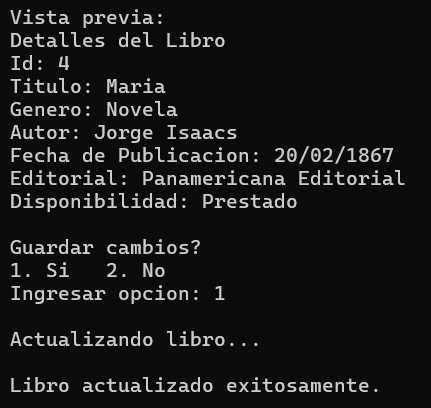 Vista previa:
Detalles del Libro
Id: 4
Titulo: Maria
Genero: Novela
Autor: Jorge Isaacs
Fecha de Publicacion: 20/02/1867
Editorial: Panamericana Editorial
Disponibilidad: Prestado

Guardar cambios?
1. Si   2. No
Ingresar opcion: 1

Actualizando libro...

Libro actualizado exitosamente.